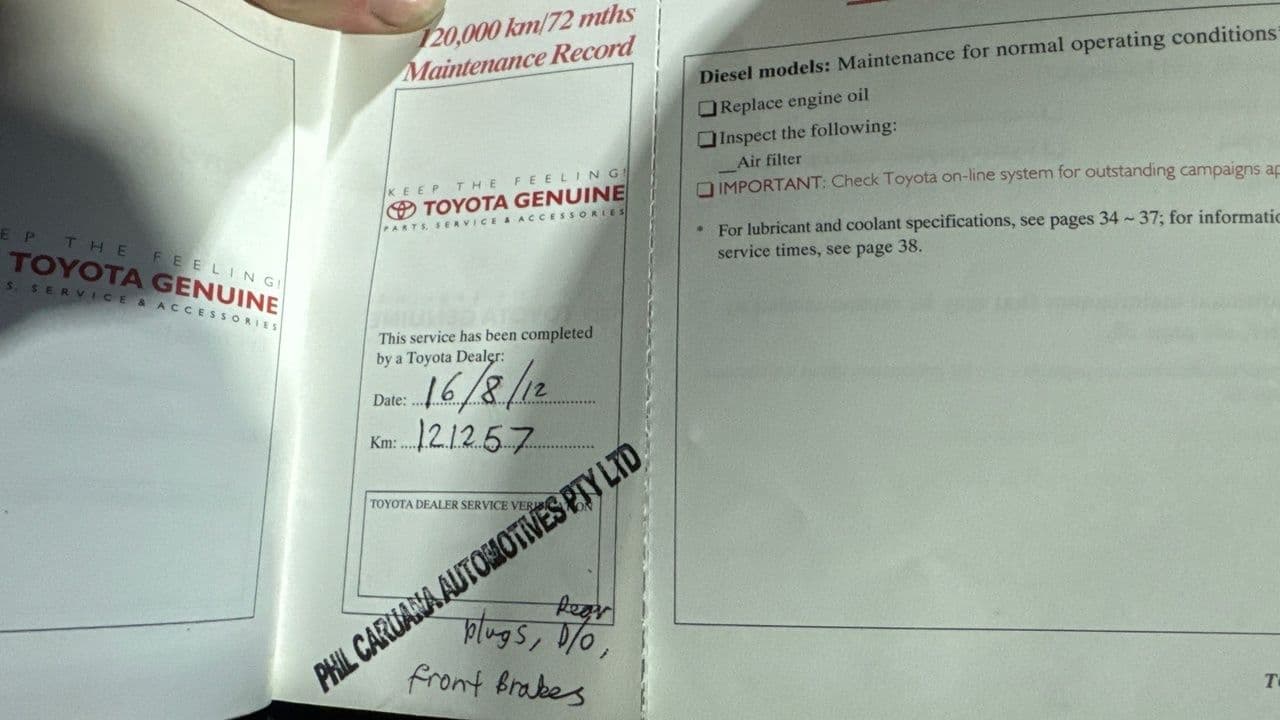 EP THE FEELING!
TOYOTA GENUINE
S, SERVICE & ACCESSORIES
120,000 km/72 mths
Maintenance Record
KEEP THE FEELING!
TOYOTA GENUINE
PARTS, SERVICE & ACCESSORIES
This service has been completed
by a Toyota Dealer:
Date: 16/8/12
Km: 121257
TOYOTA DEALER SERVICE
PHIL CARUANA AUTOMOTIVES PTY LTD
Rear
plugs, D/O,
front Brakes
Diesel models: Maintenance for normal operating conditions
Replace engine oil
Inspect the following:
Air filter
IMPORTANT: Check Toyota on-line system for outstanding campaigns ap
* For lubricant and coolant specifications, see pages 34 ~ 37; for informatio
service times, see page 38.